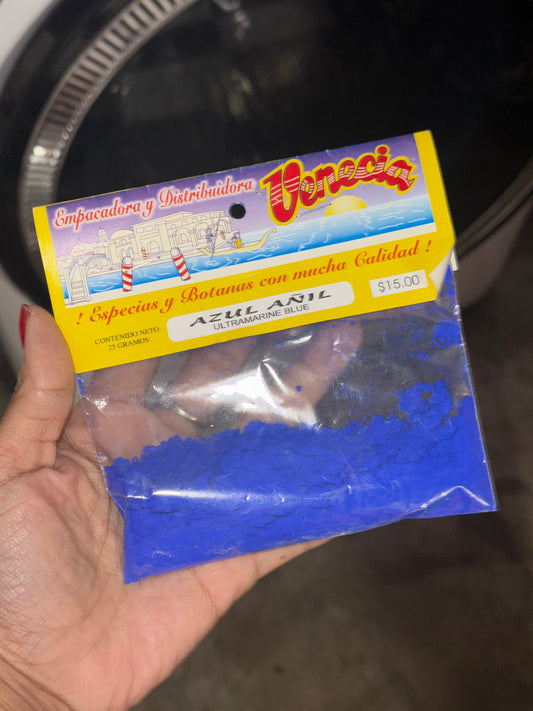 Empacadora y Distribuidora
Venecia
! Especias y Botanas con mucha Calidad !
CONTENIDO NETO
25 GRAMOS
AZUL AÑIL
ULTRAMARINE BLUE
$15.00